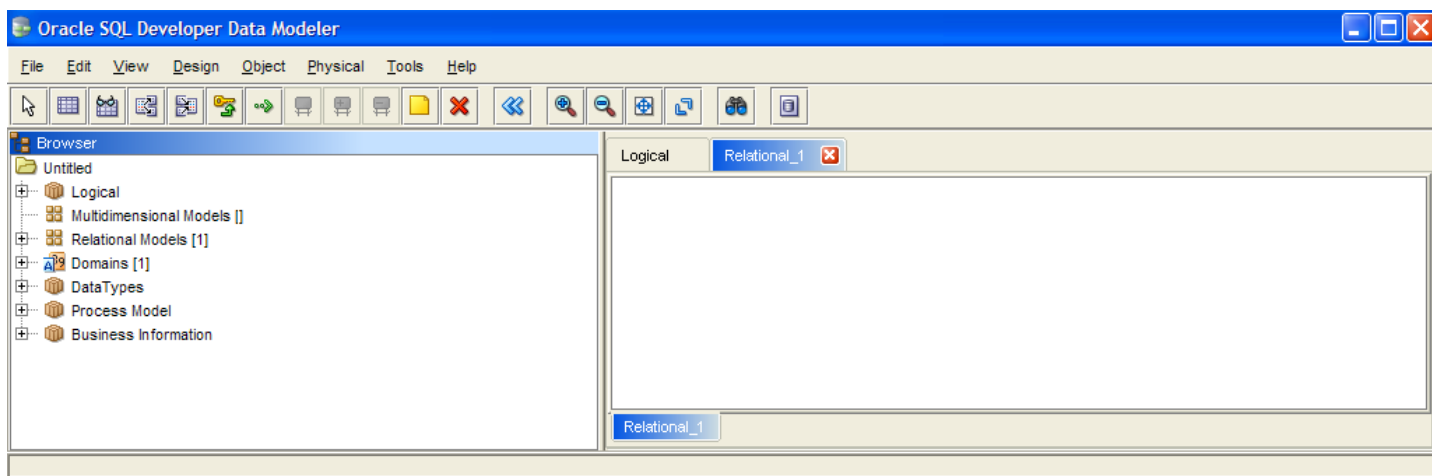 Oracle SQL Developer Data Modeler
File Edit View Design Object Physical Tools Help
Browser
Untitled
Logical
Multidimensional Models []
Relational Models [1]
Domains [1]
DataTypes
Process Model
Business Information
Logical Relational_1
Relational_1